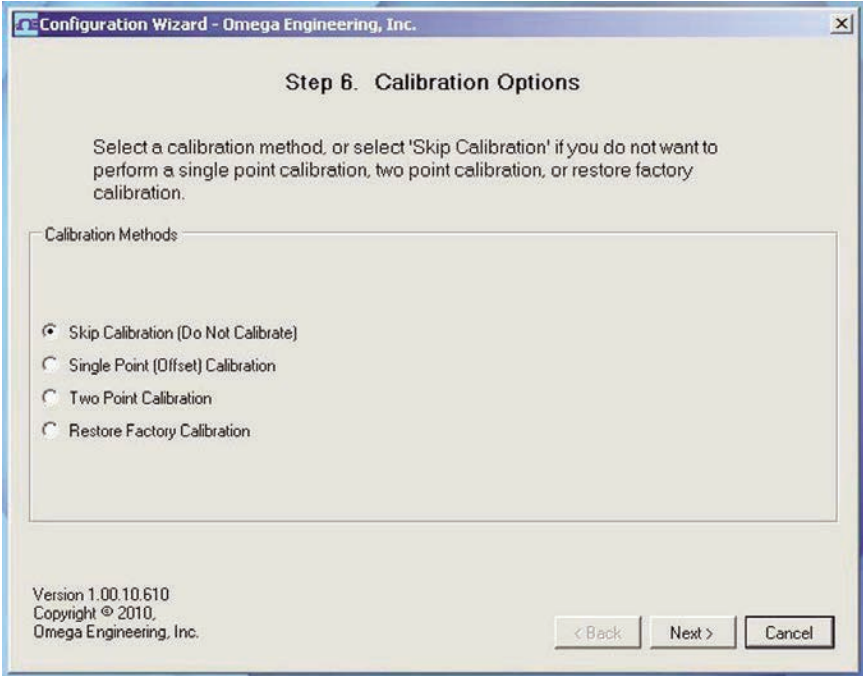 Configuration Wizard - Omega Engineering, Inc.
Step 6. Calibration Options
Select a calibration method, or select 'Skip Calibration' if you do not want to
perform a single point calibration, two point calibration, or restore factory
calibration.
Calibration Methods
Skip Calibration (Do Not Calibrate)
Single Point (Offset) Calibration
Two Point Calibration
Restore Factory Calibration
Version 1.00.10.610
Copyright © 2010,
Omega Engineering, Inc.
< Back Next > Cancel